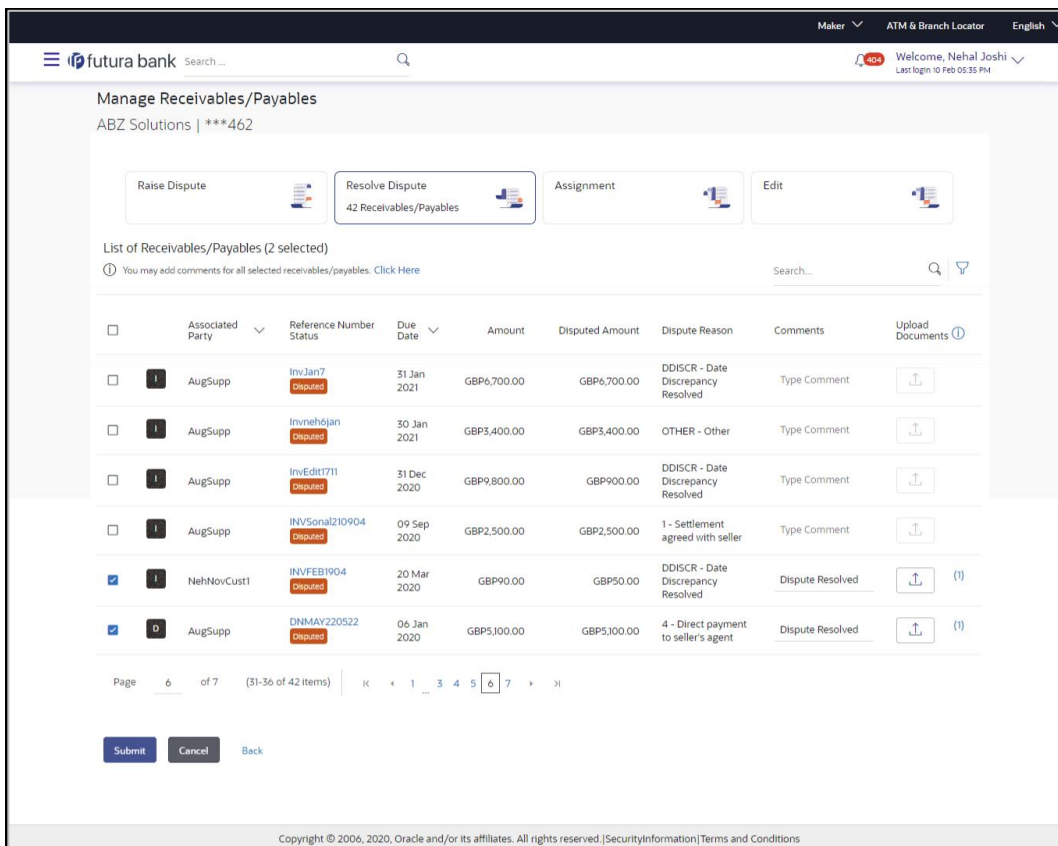 Maker ATM & Branch Locator English
futura bank Search ... 404 Welcome, Nehal Joshi
Last login 10 Feb 05:35 PM
Manage Receivables/Payables
ABZ Solutions | ***462
Raise Dispute
Resolve Dispute
42 Receivables/Payables
Assignment
Edit
List of Receivables/Payables (2 selected)
You may add comments for all selected receivables/payables. Click Here
Search...
Associated Party
Reference Number Status
Due Date
Amount
Disputed Amount
Dispute Reason
Comments
Upload Documents
I AugSupp InvJan7 Disputed 31 Jan 2021 GBP6,700.00 GBP6,700.00 DDISCR - Date Discrepancy Resolved Type Comment
I AugSupp Invneh6jan Disputed 30 Jan 2021 GBP3,400.00 GBP3,400.00 OTHER - Other Type Comment
I AugSupp InvEdit1711 Disputed 31 Dec 2020 GBP9,800.00 GBP900.00 DDISCR - Date Discrepancy Resolved Type Comment
I AugSupp INVSonal210904 Disputed 09 Sep 2020 GBP2,500.00 GBP2,500.00 1 - Settlement agreed with seller Type Comment
I NehNovCust1 INVFEB1904 Disputed 20 Mar 2020 GBP90.00 GBP50.00 DDISCR - Date Discrepancy Resolved Dispute Resolved (1)
D AugSupp DNMAY220522 Disputed 06 Jan 2020 GBP5,100.00 GBP5,100.00 4 - Direct payment to seller's agent Dispute Resolved (1)
Page 6 of 7 (31-36 of 42 items) 1 ... 3 4 5 6 7
Submit Cancel Back
Copyright © 2006, 2020, Oracle and/or its affiliates. All rights reserved.|SecurityInformation|Terms and Conditions